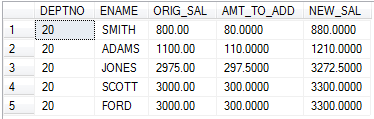 DEPTNO ENAME ORIG_SAL AMT_TO_ADD NEW_SAL
1 20 SMITH 800.00 80.0000 880.0000
2 20 ADAMS 1100.00 110.0000 1210.0000
3 20 JONES 2975.00 297.5000 3272.5000
4 20 SCOTT 3000.00 300.0000 3300.0000
5 20 FORD 3000.00 300.0000 3300.0000